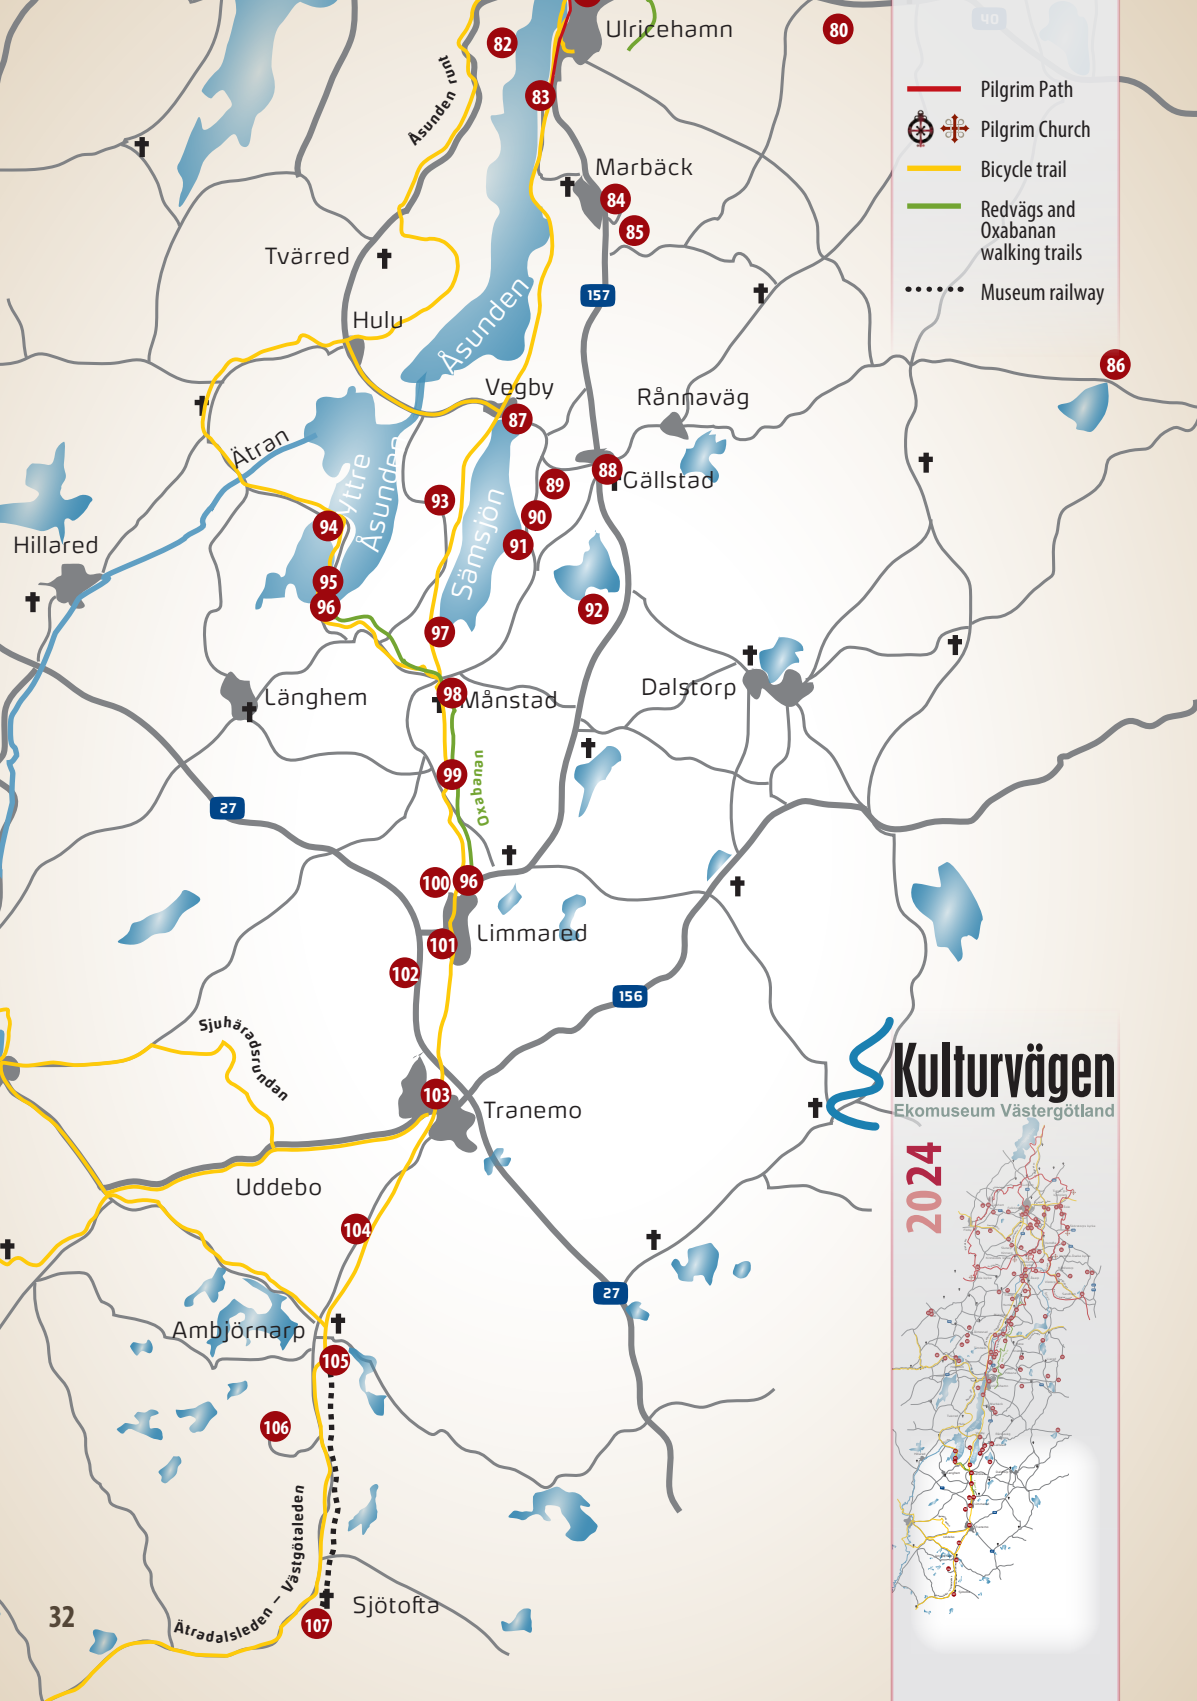 Ulricehamn
80
40
82
Åsunden runt
83
Pilgrim Path
Pilgrim Church
Bicycle trail
Redvägs and
Oxabanan
walking trails
Museum railway
Marbäck
84
85
Tvärred
157
Åsunden
Hulu
86
Vegby
87
Rånnaväg
Ätran
Yttre
Åsunden
88
Gällstad
89
93
90
94
Sämsjön
91
Hillared
95
96
92
97
Länghem
98
Månstad
Dalstorp
99
Oxabanan
27
100
96
Limmared
101
102
156
Sjuhäradsrundan
Kulturvägen
Ekomuseum Västergötland
2024
103
Tranemo
Uddebo
104
27
Ambjörnarp
105
106
Ätradalsleden – Västgötaleden
Sjötofta
107
32